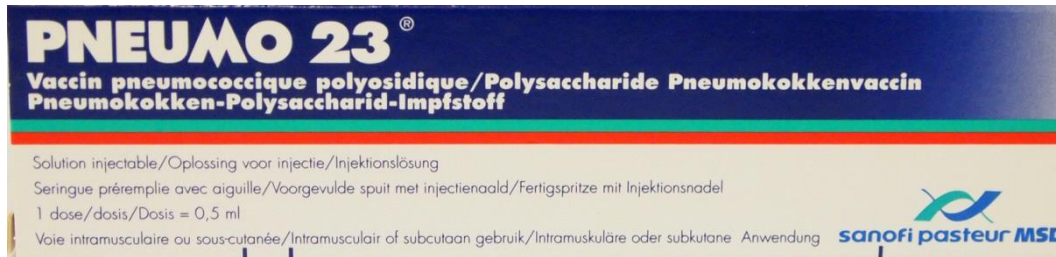 PNEUMO 23®
Vaccin pneumococcique polyosidique/Polysaccharide Pneumokokkenvaccin
Pneumokokken-Polysaccharid-Impfstoff
Solution injectable/Oplossing voor injectie/Injektionslösung
Seringue préremplie avec aiguille/Voorgevulde spuit met injectienaald/Fertigspritze mit Injektionsnadel
1 dose/dosis/Dosis = 0,5 ml
Voie intramusculaire ou sous-cutanée/Intramusculair of subcutaan gebruik/Intramuskuläre oder subkutane Anwendung
sanofi pasteur MSD